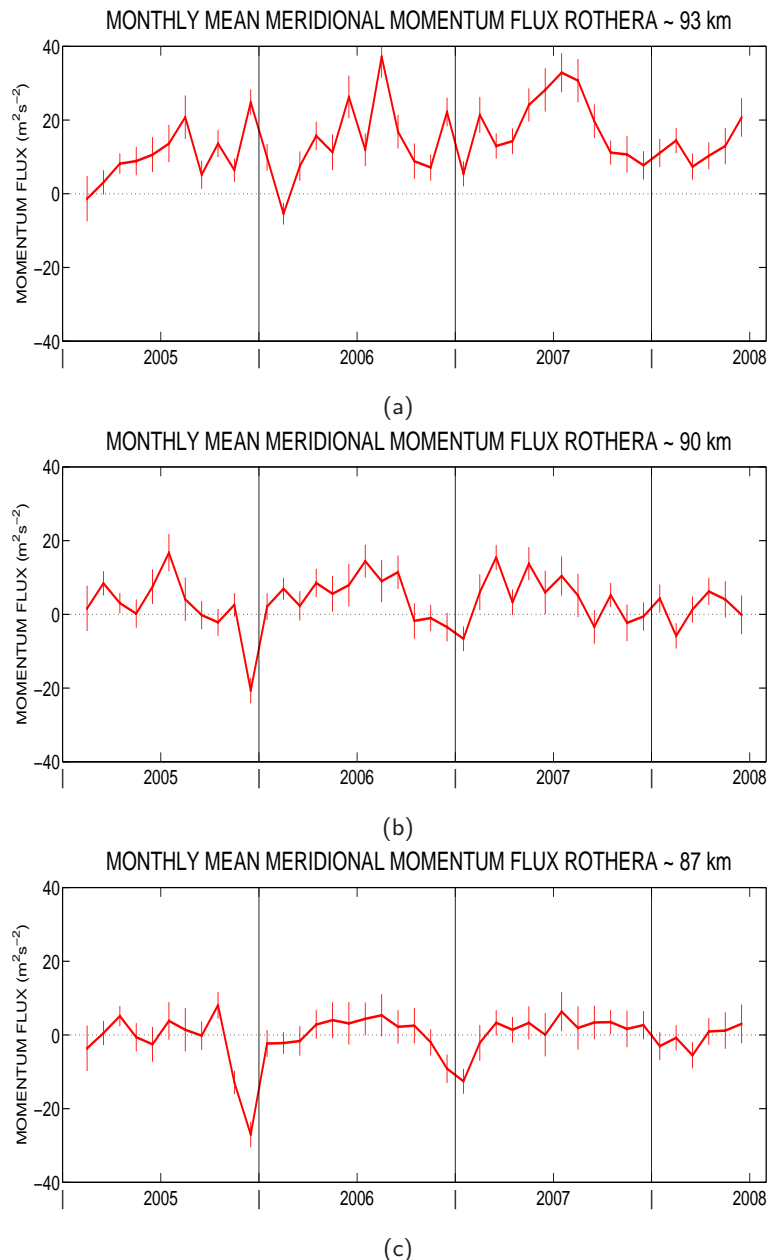 MONTHLY MEAN MERIDIONAL MOMENTUM FLUX ROTHERA ~ 93 km
MOMENTUM FLUX (m²s⁻²)
40
20
0
−20
−40
| 2005 | 2006 | 2007 | 2008
(a)
MONTHLY MEAN MERIDIONAL MOMENTUM FLUX ROTHERA ~ 90 km
MOMENTUM FLUX (m²s⁻²)
40
20
0
−20
−40
| 2005 | 2006 | 2007 | 2008
(b)
MONTHLY MEAN MERIDIONAL MOMENTUM FLUX ROTHERA ~ 87 km
MOMENTUM FLUX (m²s⁻²)
40
20
0
−20
−40
| 2005 | 2006 | 2007 | 2008
(c)